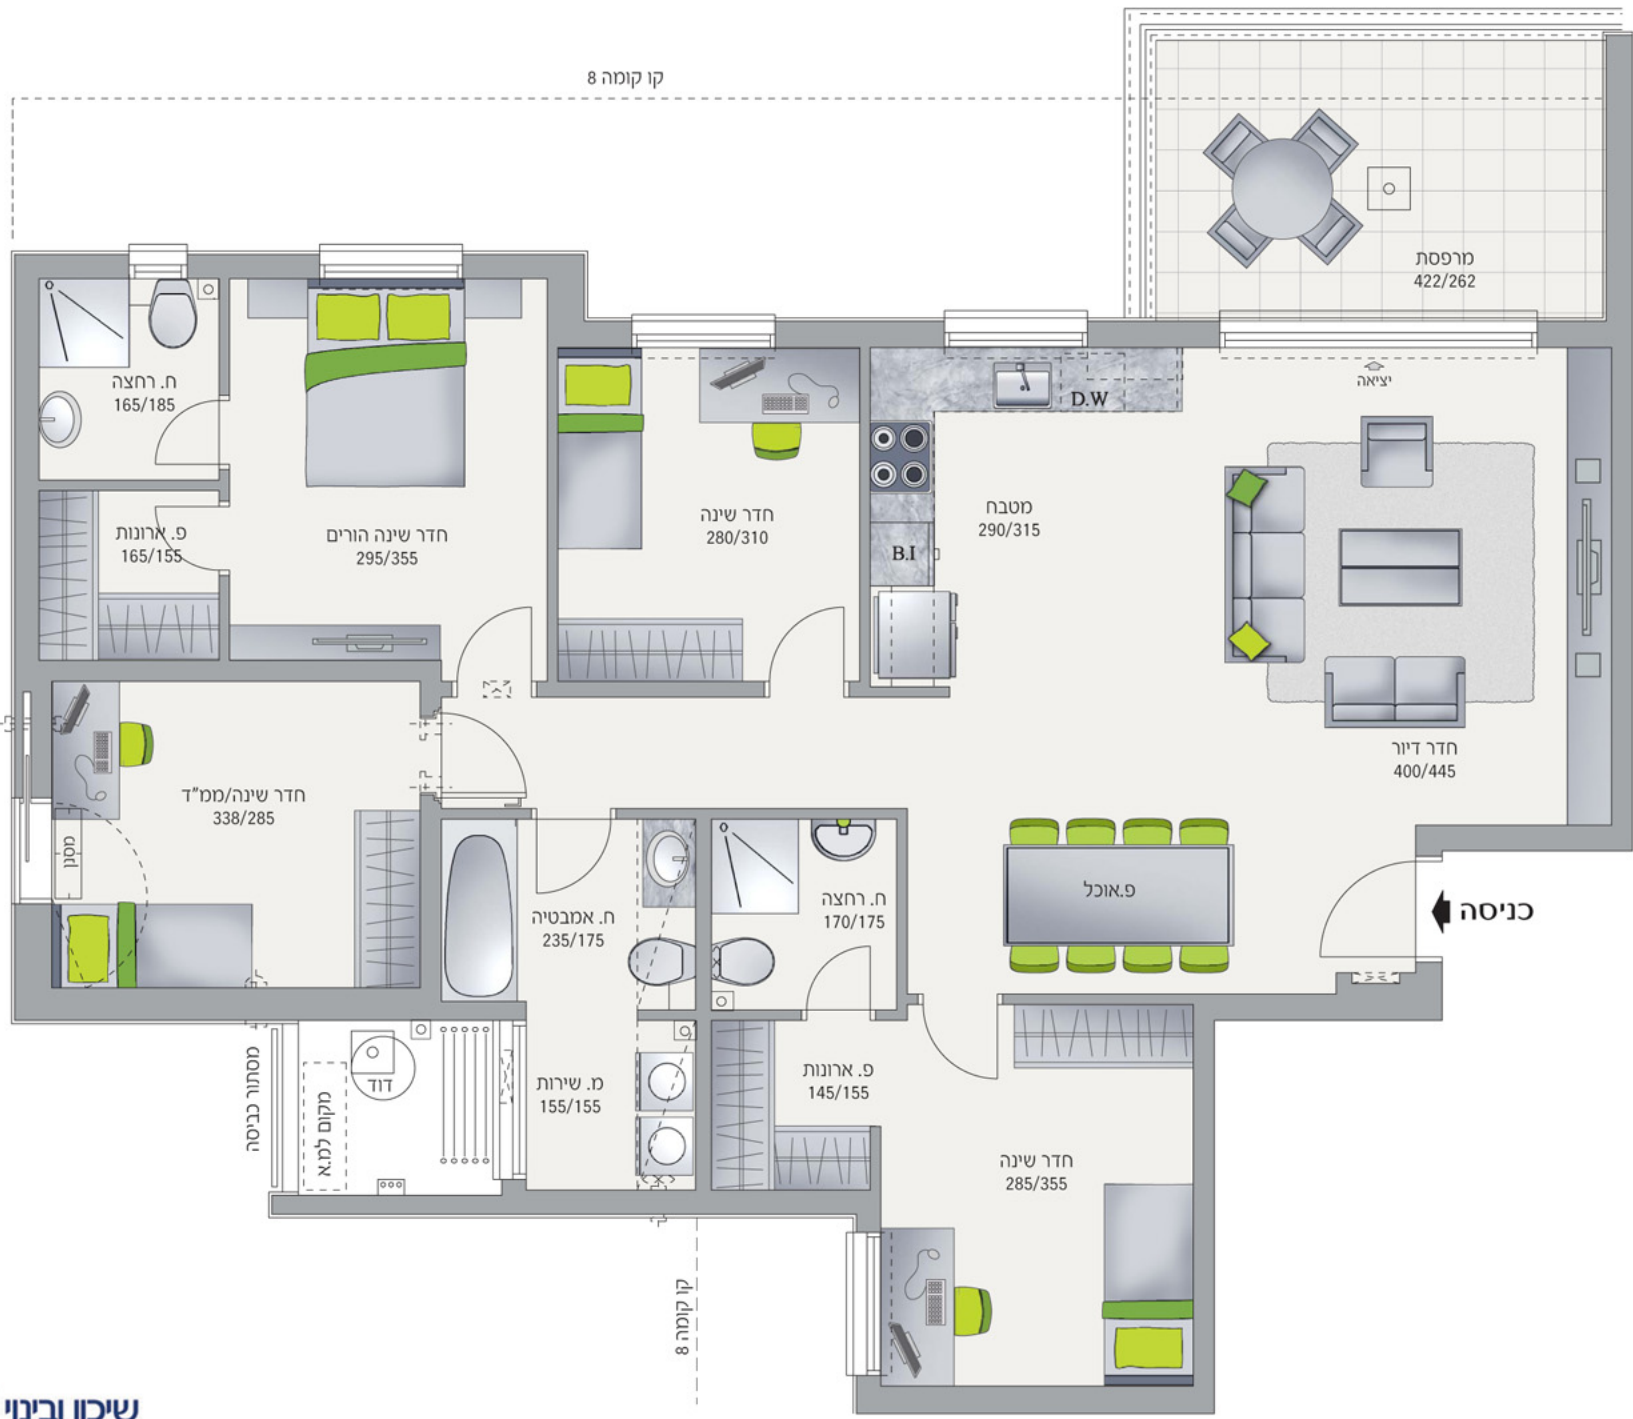 קו קומה 8
מרפסת
422/262
יציאה
ח. רחצה
165/185
D.W
חדר שינה הורים
295/355
פ. ארונות
165/155
חדר שינה
280/310
מטבח
290/315
B.I
חדר דיור
400/445
חדר שינה/ממ"ד
338/285
מסנן
ח. אמבטיה
235/175
ח. רחצה
170/175
פ.אוכל
כניסה
מסתור כביסה
מקום למ.א
דוד
מ. שירות
155/155
פ. ארונות
145/155
חדר שינה
285/355
קו קומה 8
שיכון ובינוי